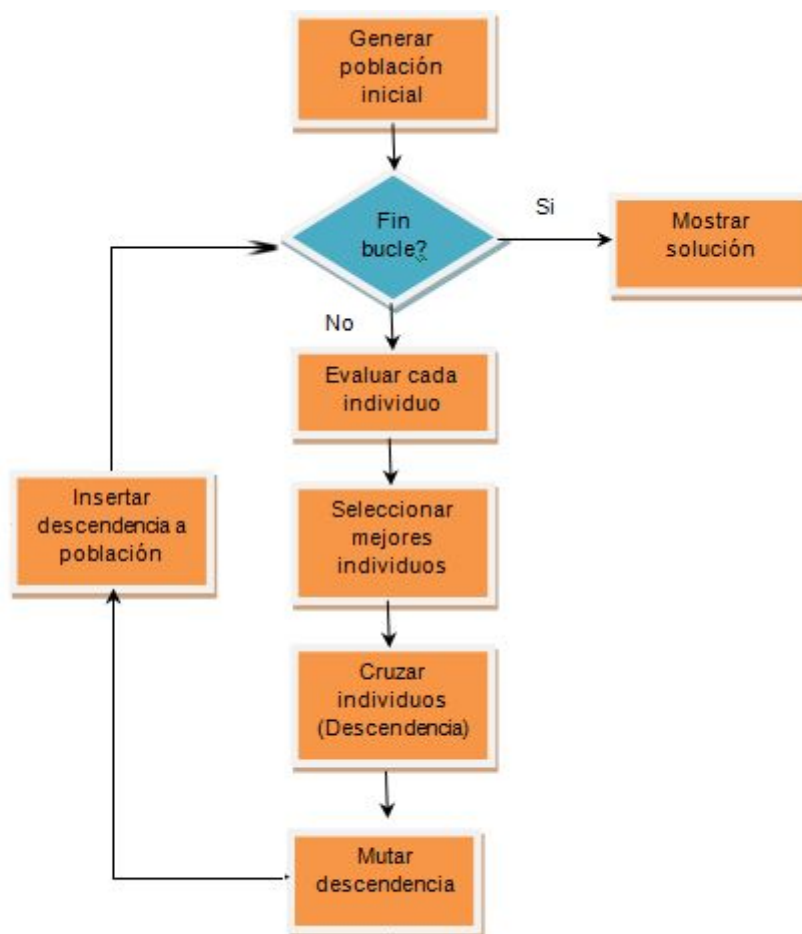 Generar
población
inicial
Fin
bucle?
Si
Mostrar
solución
No
Evaluar cada
individuo
Seleccionar
mejores
individuos
Cruzar
individuos
(Descendencia)
Mutar
descendencia
Insertar
descendencia a
población